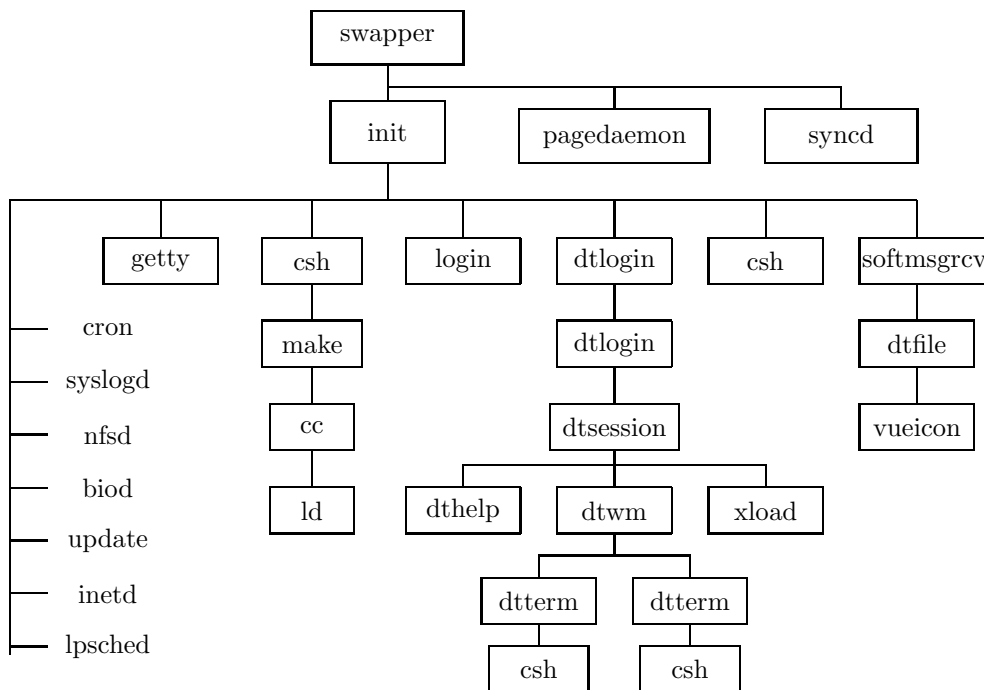 swapper
init
pagedaemon
syncd
getty
csh
login
dtlogin
csh
softmsgrcv
cron
make
dtlogin
dtfile
syslogd
nfsd
cc
dtsession
vueicon
biod
ld
dthelp
dtwm
xload
update
inetd
dtterm
dtterm
lpsched
csh
csh